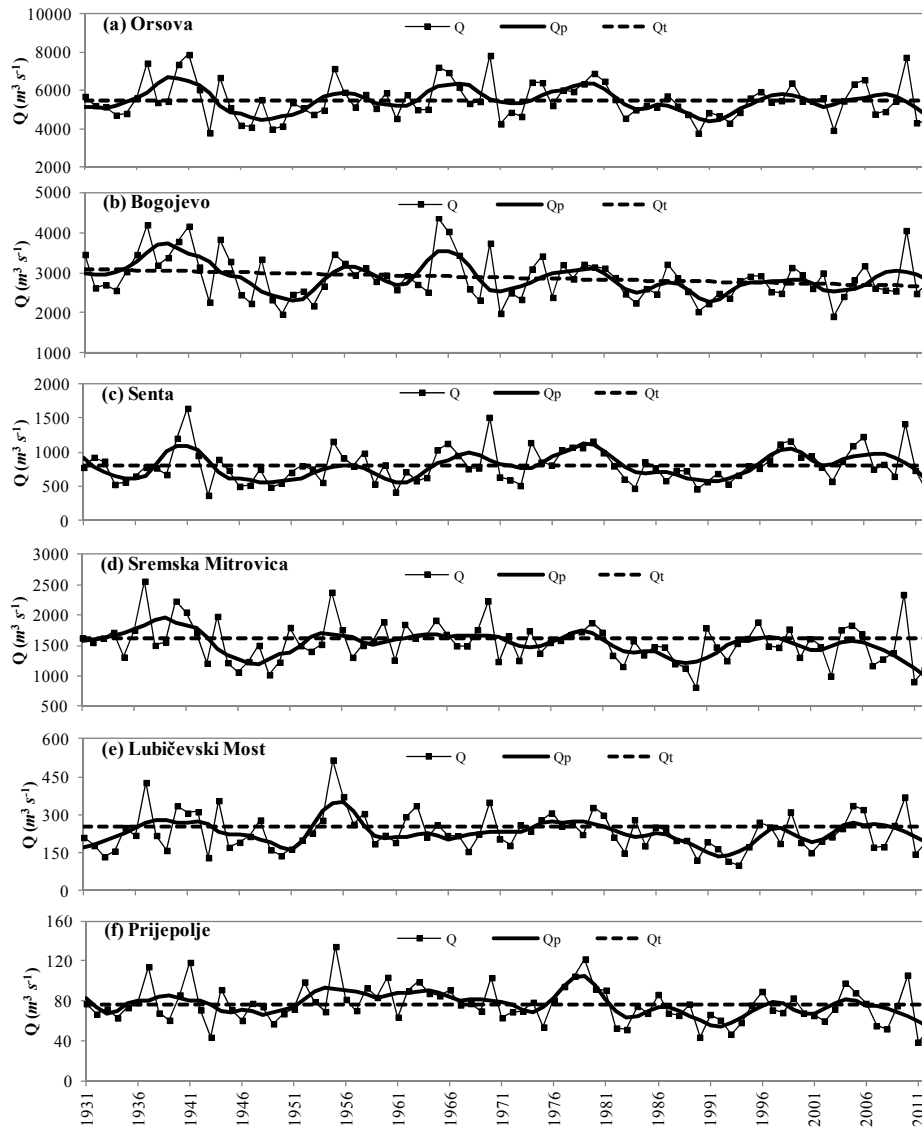 (a) Orsova
Q Qp Qt
Q (m³ s⁻¹)
10000
8000
6000
4000
2000
(b) Bogojevo
Q Qp Qt
Q (m³ s⁻¹)
5000
4000
3000
2000
1000
(c) Senta
Q Qp Qt
Q (m³ s⁻¹)
2000
1500
1000
500
0
(d) Sremska Mitrovica
Q Qp Qt
Q (m³ s⁻¹)
3000
2500
2000
1500
1000
500
(e) Lubičevski Most
Q Qp Qt
Q (m³ s⁻¹)
600
450
300
150
0
(f) Prijepolje
Q Qp Qt
Q (m³ s⁻¹)
160
120
80
40
0
1931 1936 1941 1946 1951 1956 1961 1966 1971 1976 1981 1986 1991 1996 2001 2006 2011